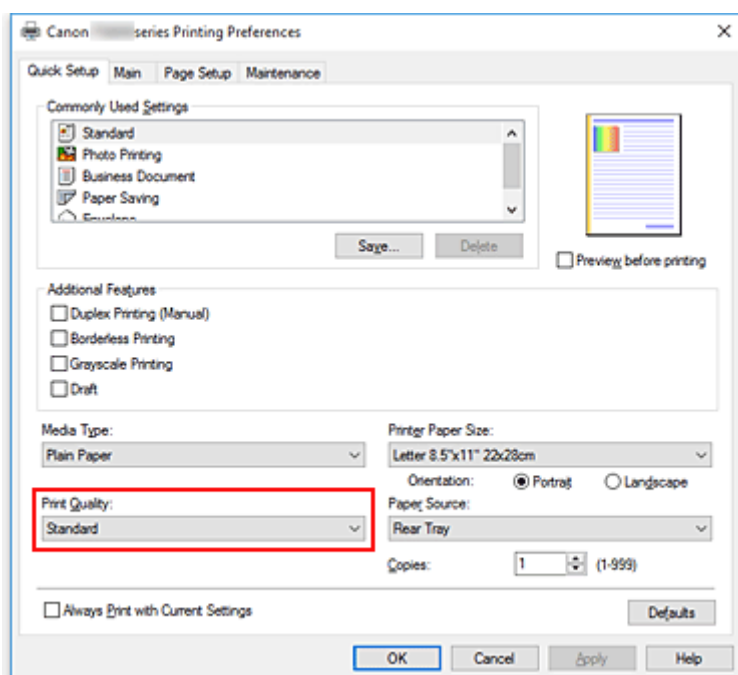 Canon series Printing Preferences
Quick Setup Main Page Setup Maintenance
Commonly Used Settings
Standard
Photo Printing
Business Document
Paper Saving
Envelope
Save... Delete
Preview before printing
Additional Features
Duplex Printing (Manual)
Borderless Printing
Grayscale Printing
Draft
Media Type: Printer Paper Size:
Plain Paper Letter 8.5"x11" 22x28cm
Orientation: Portrait Landscape
Print Quality: Paper Source:
Standard Rear Tray
Copies: 1 (1-999)
Always Print with Current Settings Defaults
OK Cancel Apply Help